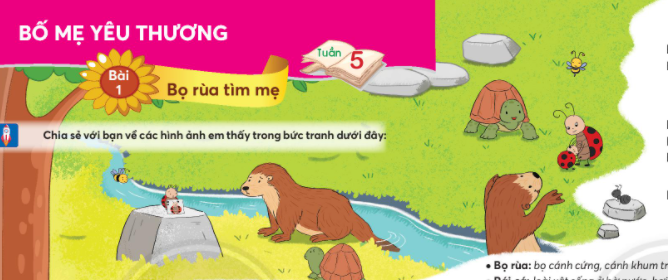 BỐ MẸ YÊU THƯƠNG
Tuần 5
Bài 1
Bọ rùa tìm mẹ
Chia sẻ với bạn về các hình ảnh em thấy trong bức tranh dưới đây:
• Bọ rùa: bọ cánh cứng, cánh khum